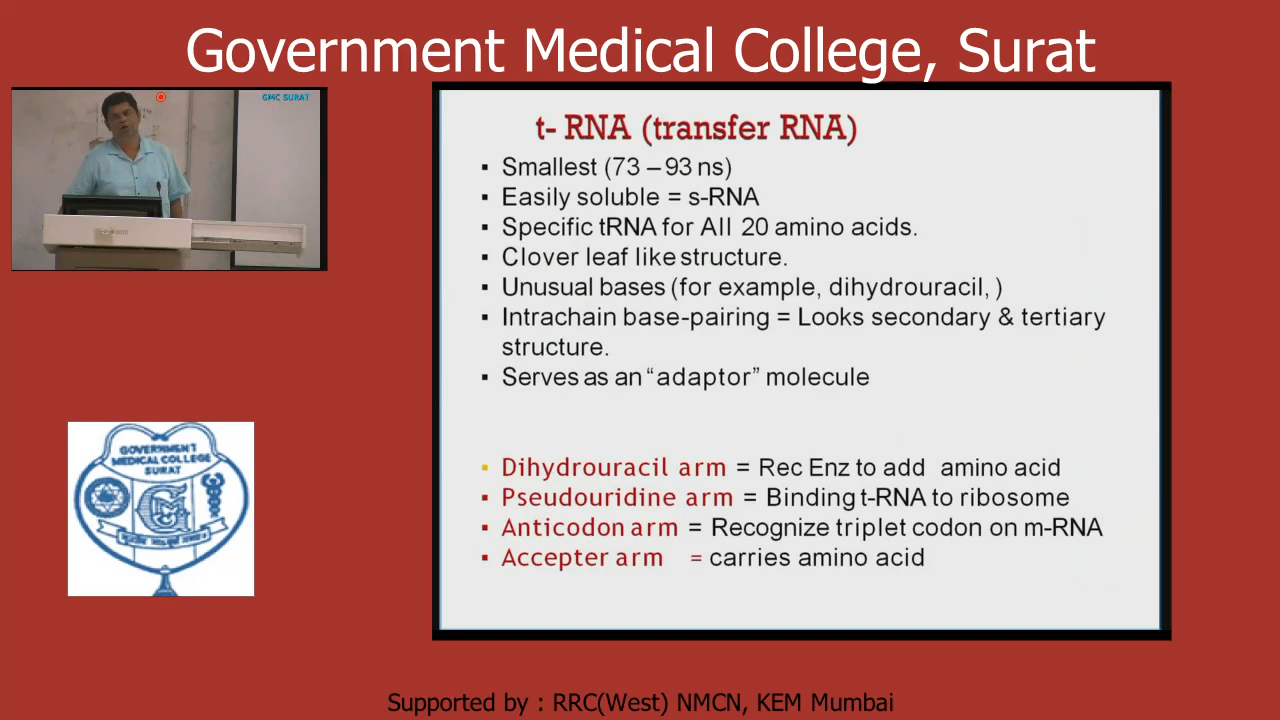 Government Medical College, Surat
GMC SURAT
t- RNA (transfer RNA)
▪ Smallest (73 – 93 ns)
▪ Easily soluble = s-RNA
▪ Specific tRNA for All 20 amino acids.
▪ Clover leaf like structure.
▪ Unusual bases (for example, dihydrouracil, )
▪ Intrachain base-pairing = Looks secondary & tertiary
structure.
▪ Serves as an “adaptor” molecule
▪ Dihydrouracil arm = Rec Enz to add amino acid
▪ Pseudouridine arm = Binding t-RNA to ribosome
▪ Anticodon arm = Recognize triplet codon on m-RNA
▪ Accepter arm = carries amino acid
GOVERNMENT
MEDICAL COLLEGE
SURAT
Supported by : RRC(West) NMCN, KEM Mumbai